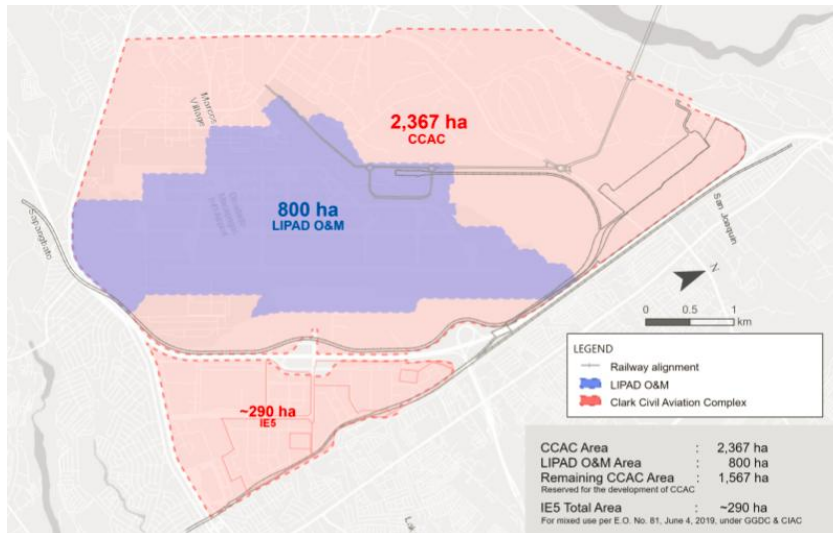 Marcos
Village
2,367 ha
CCAC
800 ha
LIPAD O&M
Sapangbato
San Joaquin
N
0 0.5 1
km
~290 ha
IE5
LEGEND
Railway alignment
LIPAD O&M
Clark Civil Aviation Complex
CCAC Area : 2,367 ha
LIPAD O&M Area : 800 ha
Remaining CCAC Area : 1,567 ha
Reserved for the development of CCAC
IE5 Total Area : ~290 ha
For mixed use per E.O. No. 81, June 4, 2019, under GGDC & CIAC